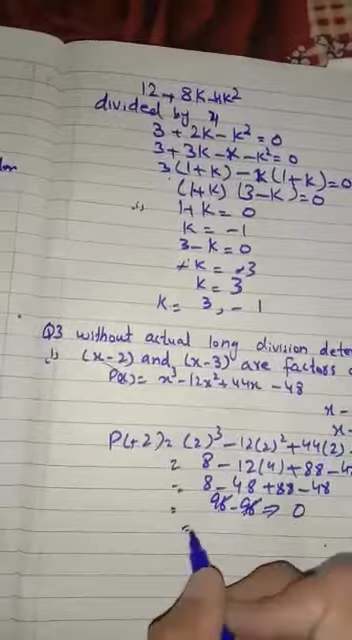 12 + 8K - 4K²
divided by 4
3 + 2K - K² = 0
3 + 3K - K - K² = 0
3(1+K) - K(1+K) = 0
(1+K) (3-K) = 0
1+K = 0
K = -1
3-K = 0
+K = -3
K = 3
K = 3, -1
Q3 without actual long division dete
i) (x-2) and (x-3) are factors o
P(x) = x³-12x²+44x-48
x-
x-
P(+2) = (2)³-12(2)²+44(2)-
= 8-12(4)+88-4
= 8-48+88-48
= 96-96 ⇒ 0
=